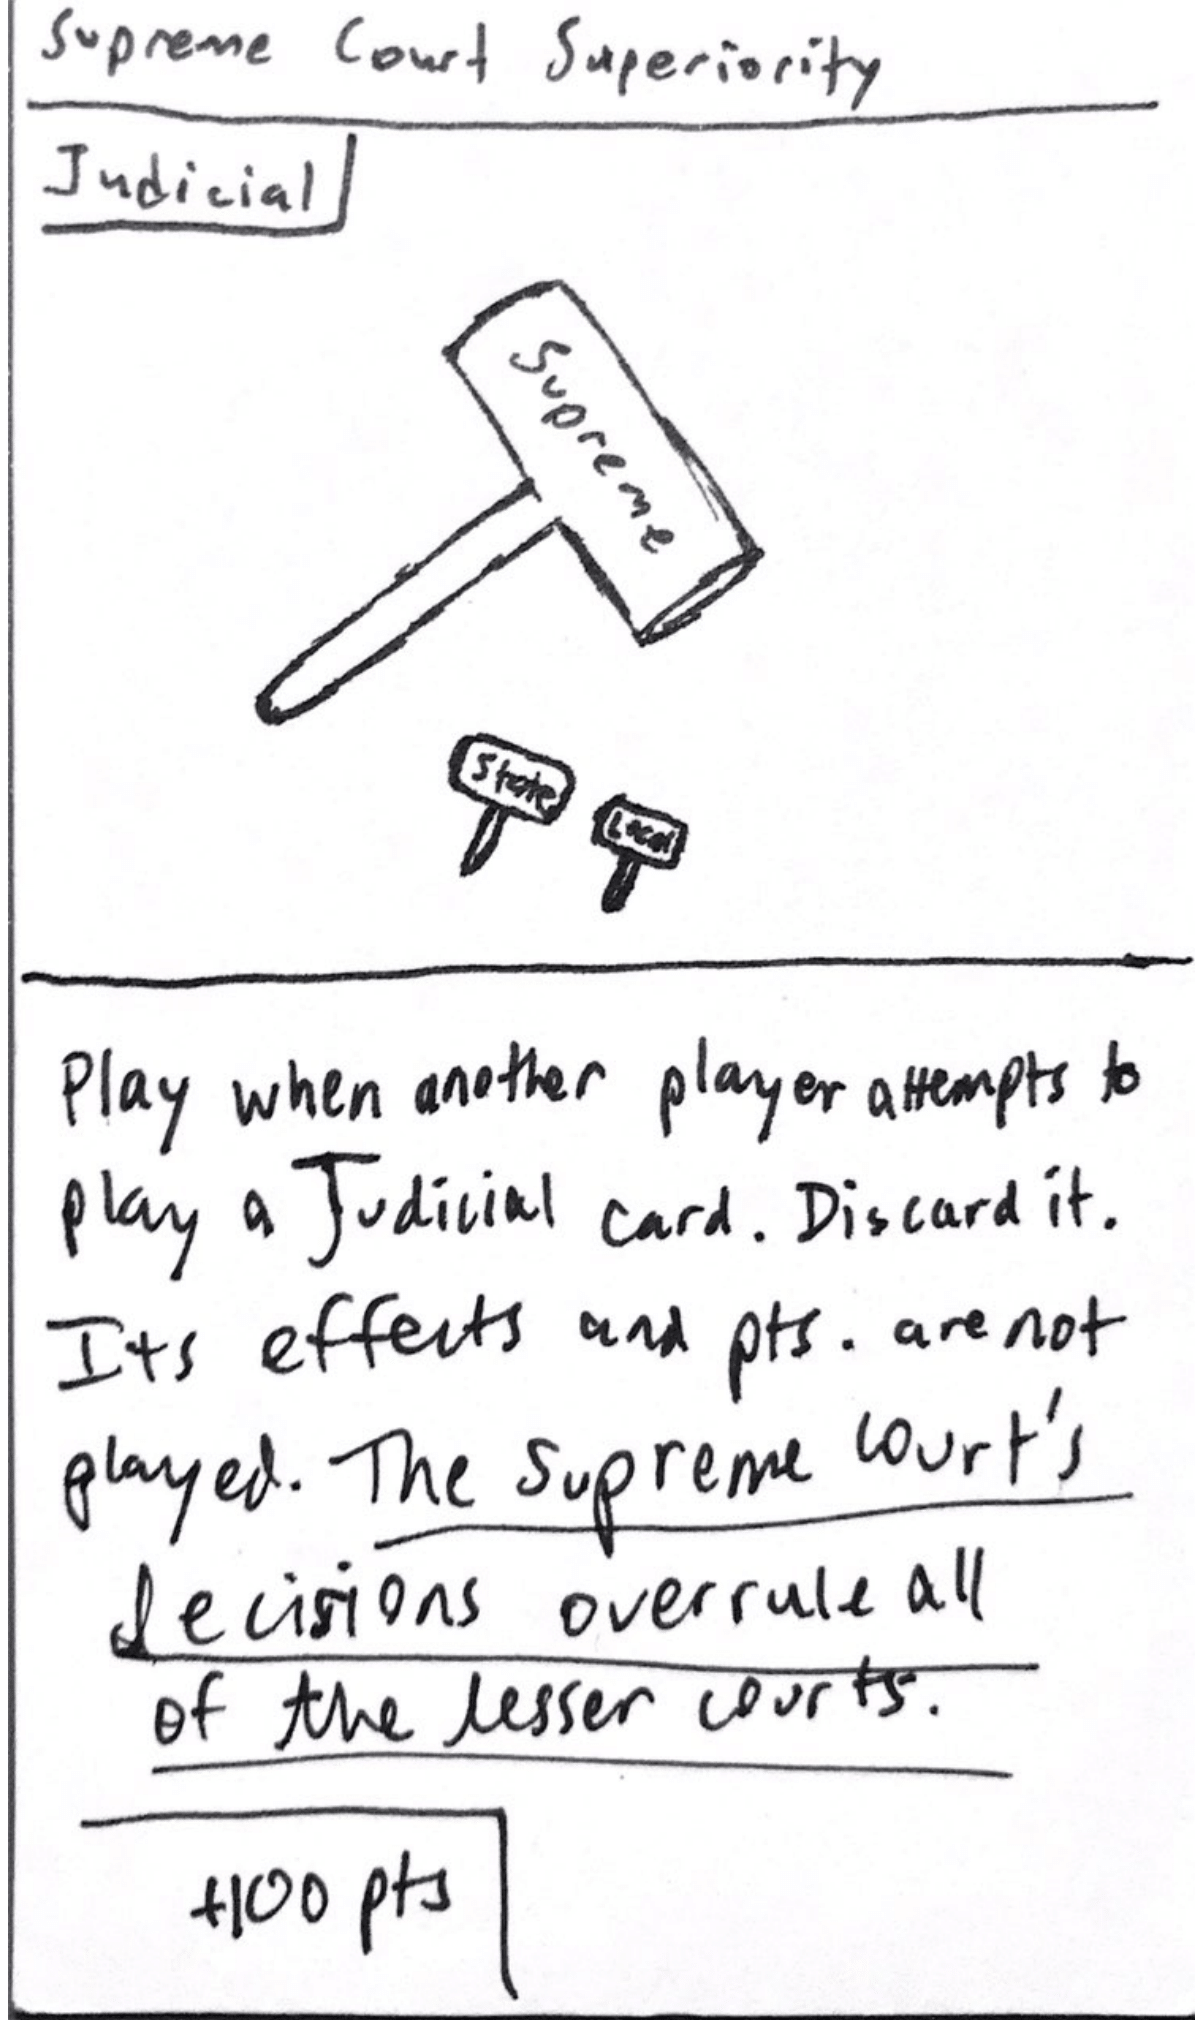 Supreme Court Superiority
Judicial
Supreme
State
Local
Play when another player attempts to
play a Judicial card. Discard it.
Its effects and pts. are not
played. The Supreme Court's
decisions overrule all
of the lesser courts.
+100 pts